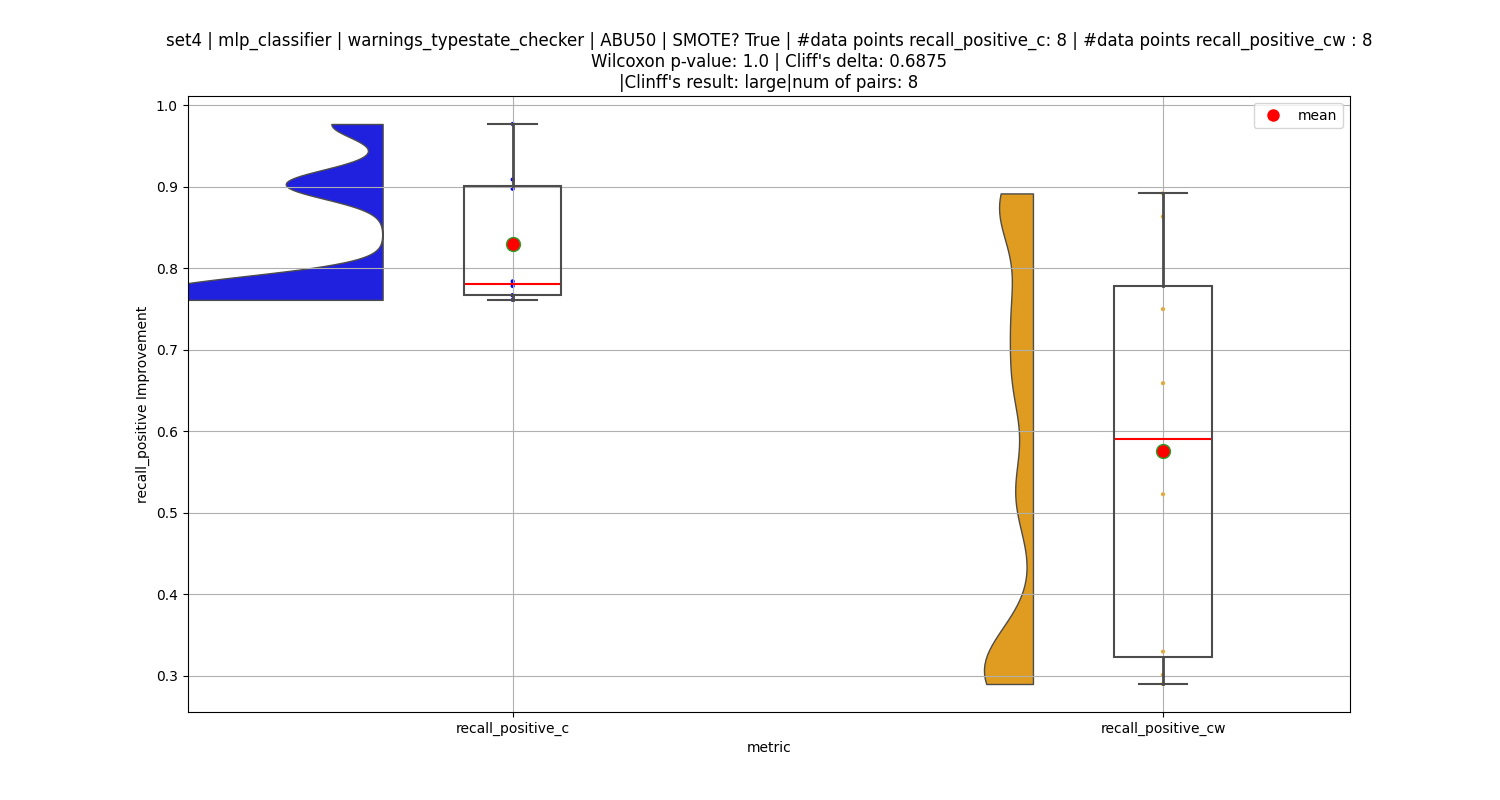 set4 | mlp_classifier | warnings_typestate_checker | ABU50 | SMOTE? True | #data points recall_positive_c: 8 | #data points recall_positive_cw : 8
Wilcoxon p-value: 1.0 | Cliff's delta: 0.6875
|Clinff's result: large|num of pairs: 8
mean
1.0
0.9
0.8
0.7
0.6
0.5
0.4
0.3
recall_positive Improvement
recall_positive_c
recall_positive_cw
metric